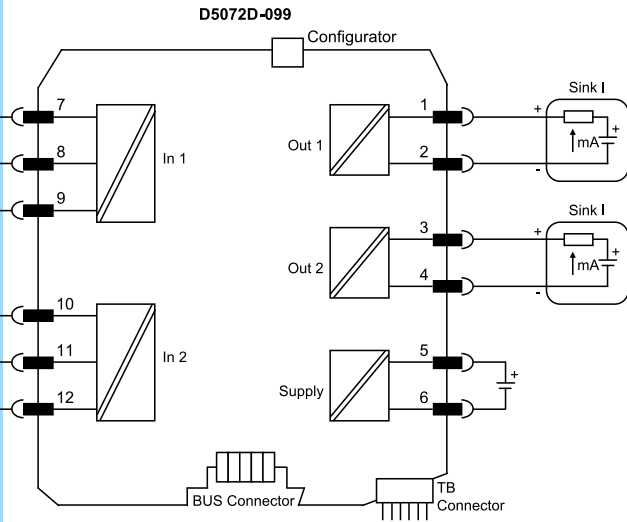 D5072D-099
Configurator
7
8
9
In 1
10
11
12
In 2
Out 1
1
2
+
-
Sink I
mA
+
Out 2
3
4
+
-
Sink I
mA
+
Supply
5
6
+
BUS Connector
TB
Connector